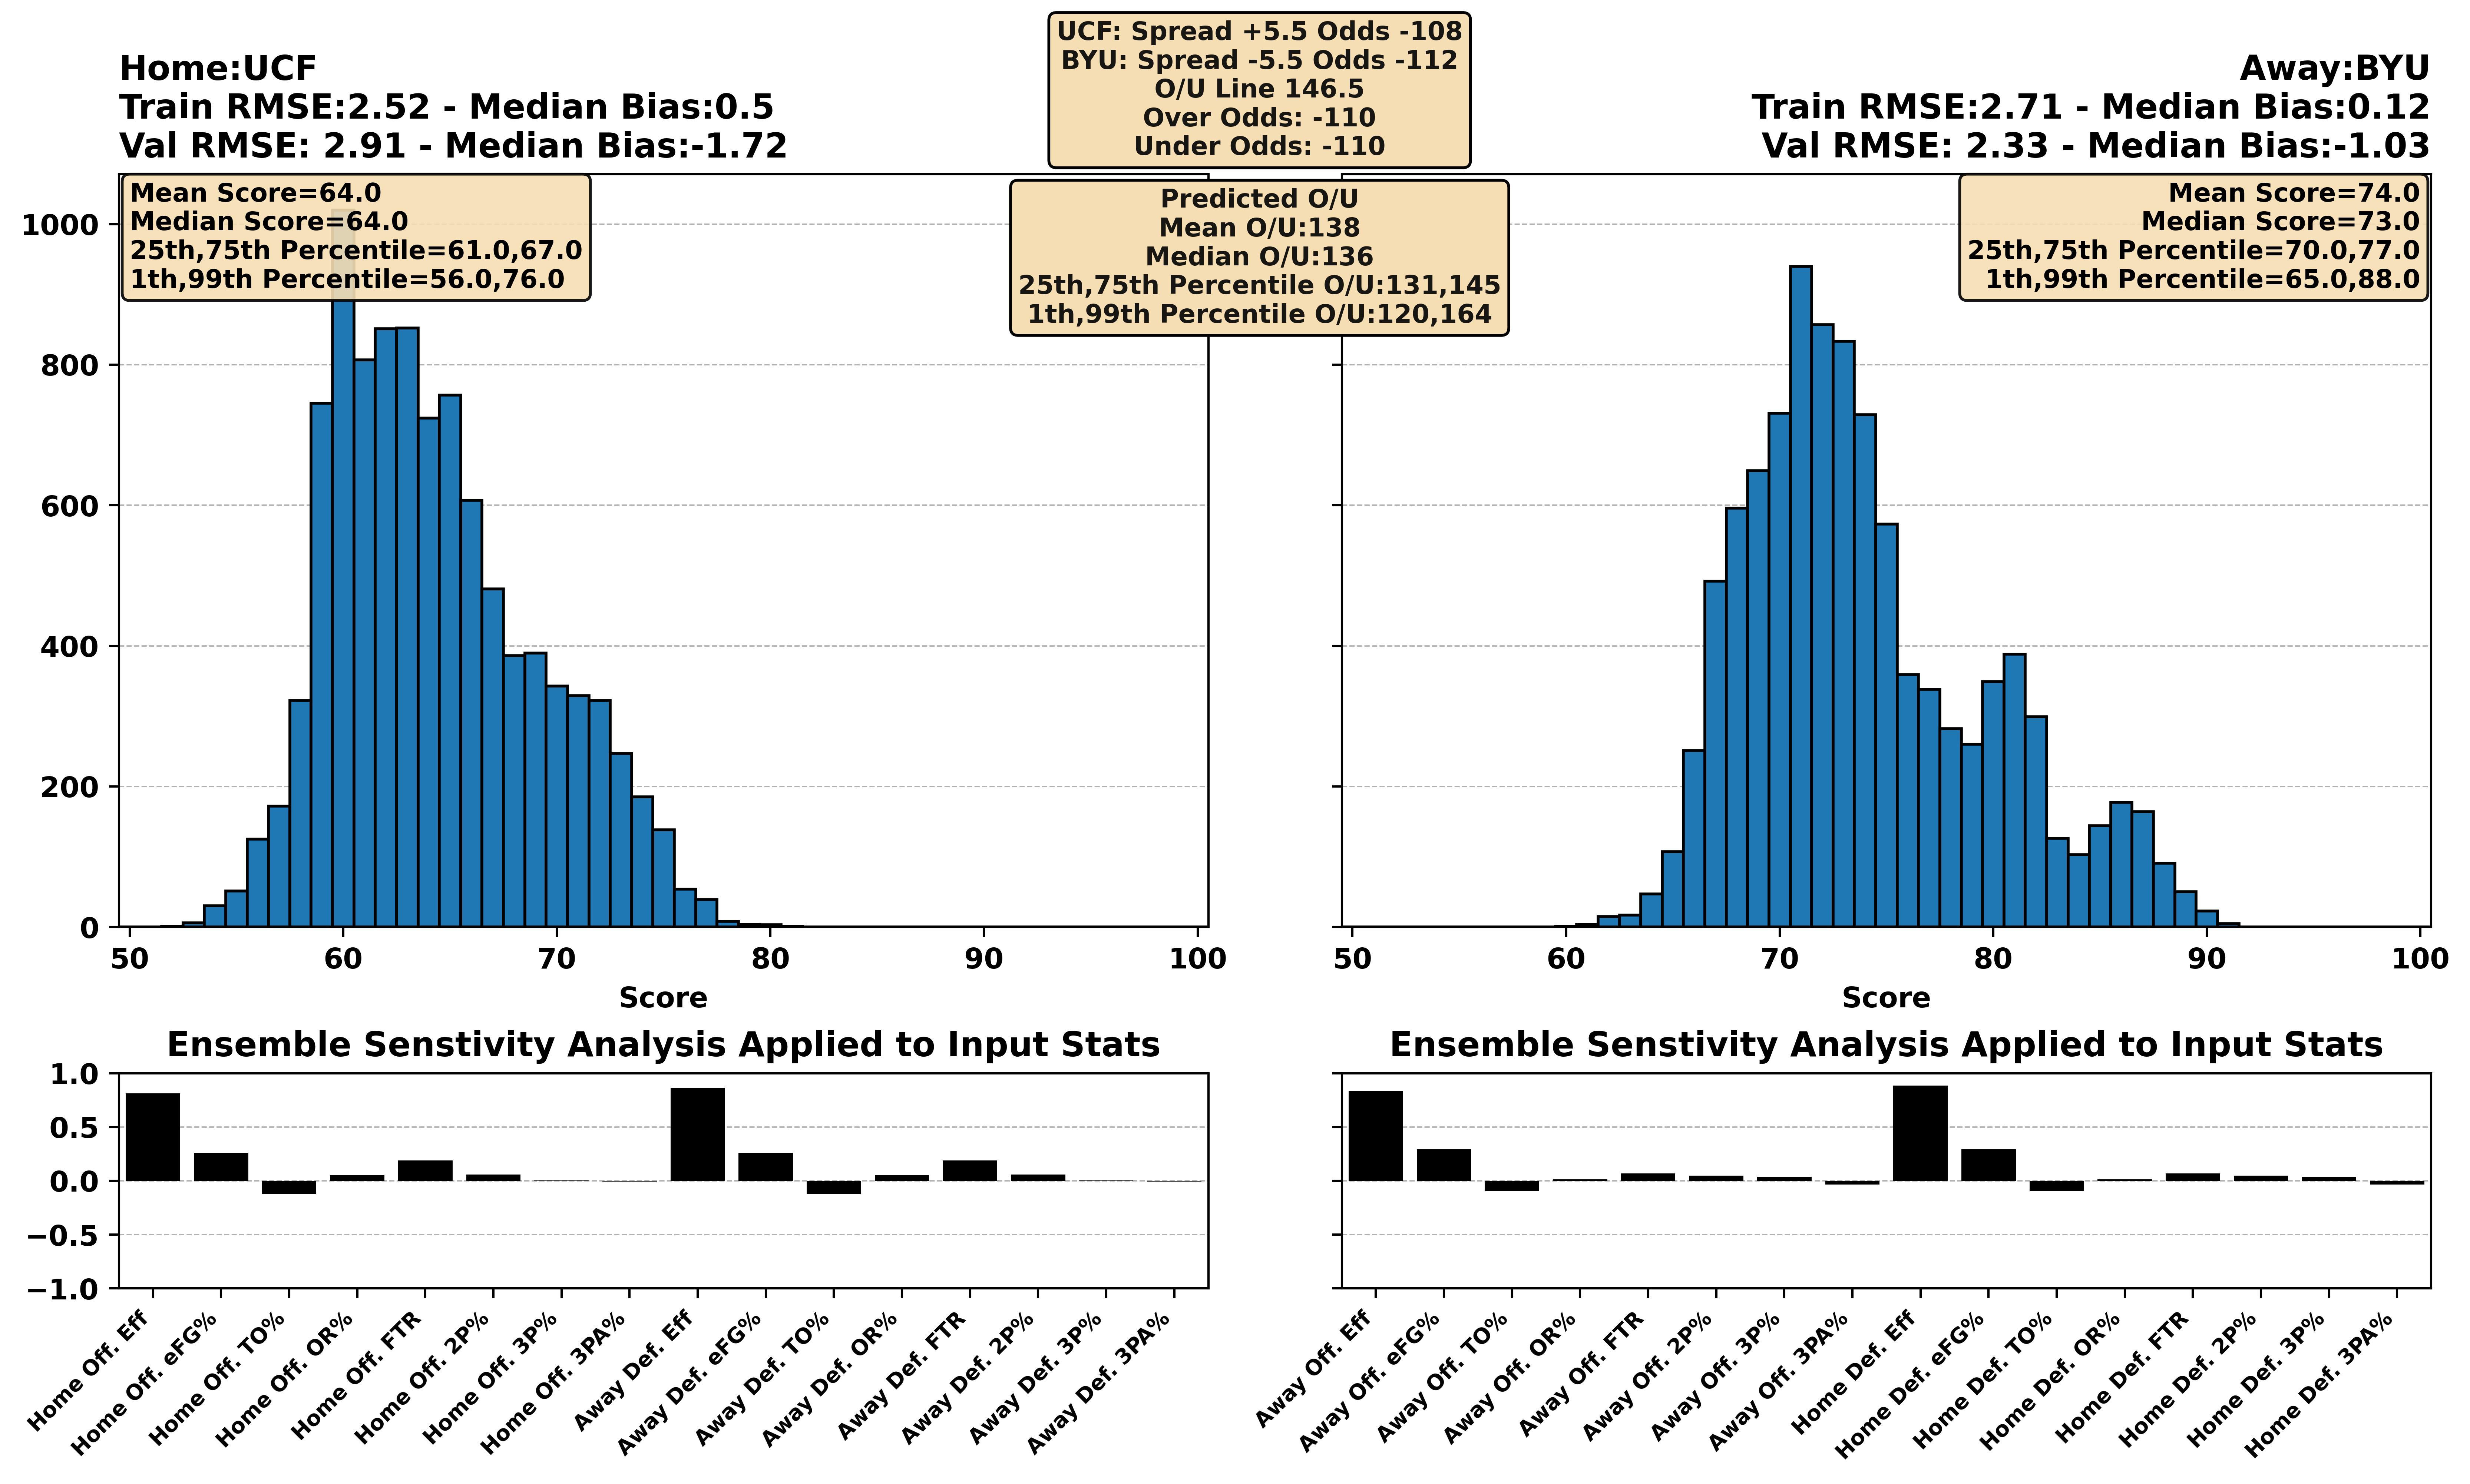 UCF: Spread +5.5 Odds -108
BYU: Spread -5.5 Odds -112
O/U Line 146.5
Over Odds: -110
Under Odds: -110
Home:UCF
Train RMSE:2.52 - Median Bias:0.5
Val RMSE: 2.91 - Median Bias:-1.72
Away:BYU
Train RMSE:2.71 - Median Bias:0.12
Val RMSE: 2.33 - Median Bias:-1.03
Mean Score=64.0
Median Score=64.0
25th,75th Percentile=61.0,67.0
1th,99th Percentile=56.0,76.0
Predicted O/U
Mean O/U:138
Median O/U:136
25th,75th Percentile O/U:131,145
1th,99th Percentile O/U:120,164
Mean Score=74.0
Median Score=73.0
25th,75th Percentile=70.0,77.0
1th,99th Percentile=65.0,88.0
1000
800
600
400
200
0
50 60 70 80 90 100
Score
50 60 70 80 90 100
Score
Ensemble Senstivity Analysis Applied to Input Stats
Ensemble Senstivity Analysis Applied to Input Stats
1.0
0.5
0.0
−0.5
−1.0
Home Off. Eff
Home Off. eFG%
Home Off. TO%
Home Off. OR%
Home Off. FTR
Home Off. 2P%
Home Off. 3P%
Home Off. 3PA%
Away Def. Eff
Away Def. eFG%
Away Def. TO%
Away Def. OR%
Away Def. FTR
Away Def. 2P%
Away Def. 3P%
Away Def. 3PA%
Away Off. Eff
Away Off. eFG%
Away Off. TO%
Away Off. OR%
Away Off. FTR
Away Off. 2P%
Away Off. 3P%
Away Off. 3PA%
Home Def. Eff
Home Def. eFG%
Home Def. TO%
Home Def. OR%
Home Def. FTR
Home Def. 2P%
Home Def. 3P%
Home Def. 3PA%